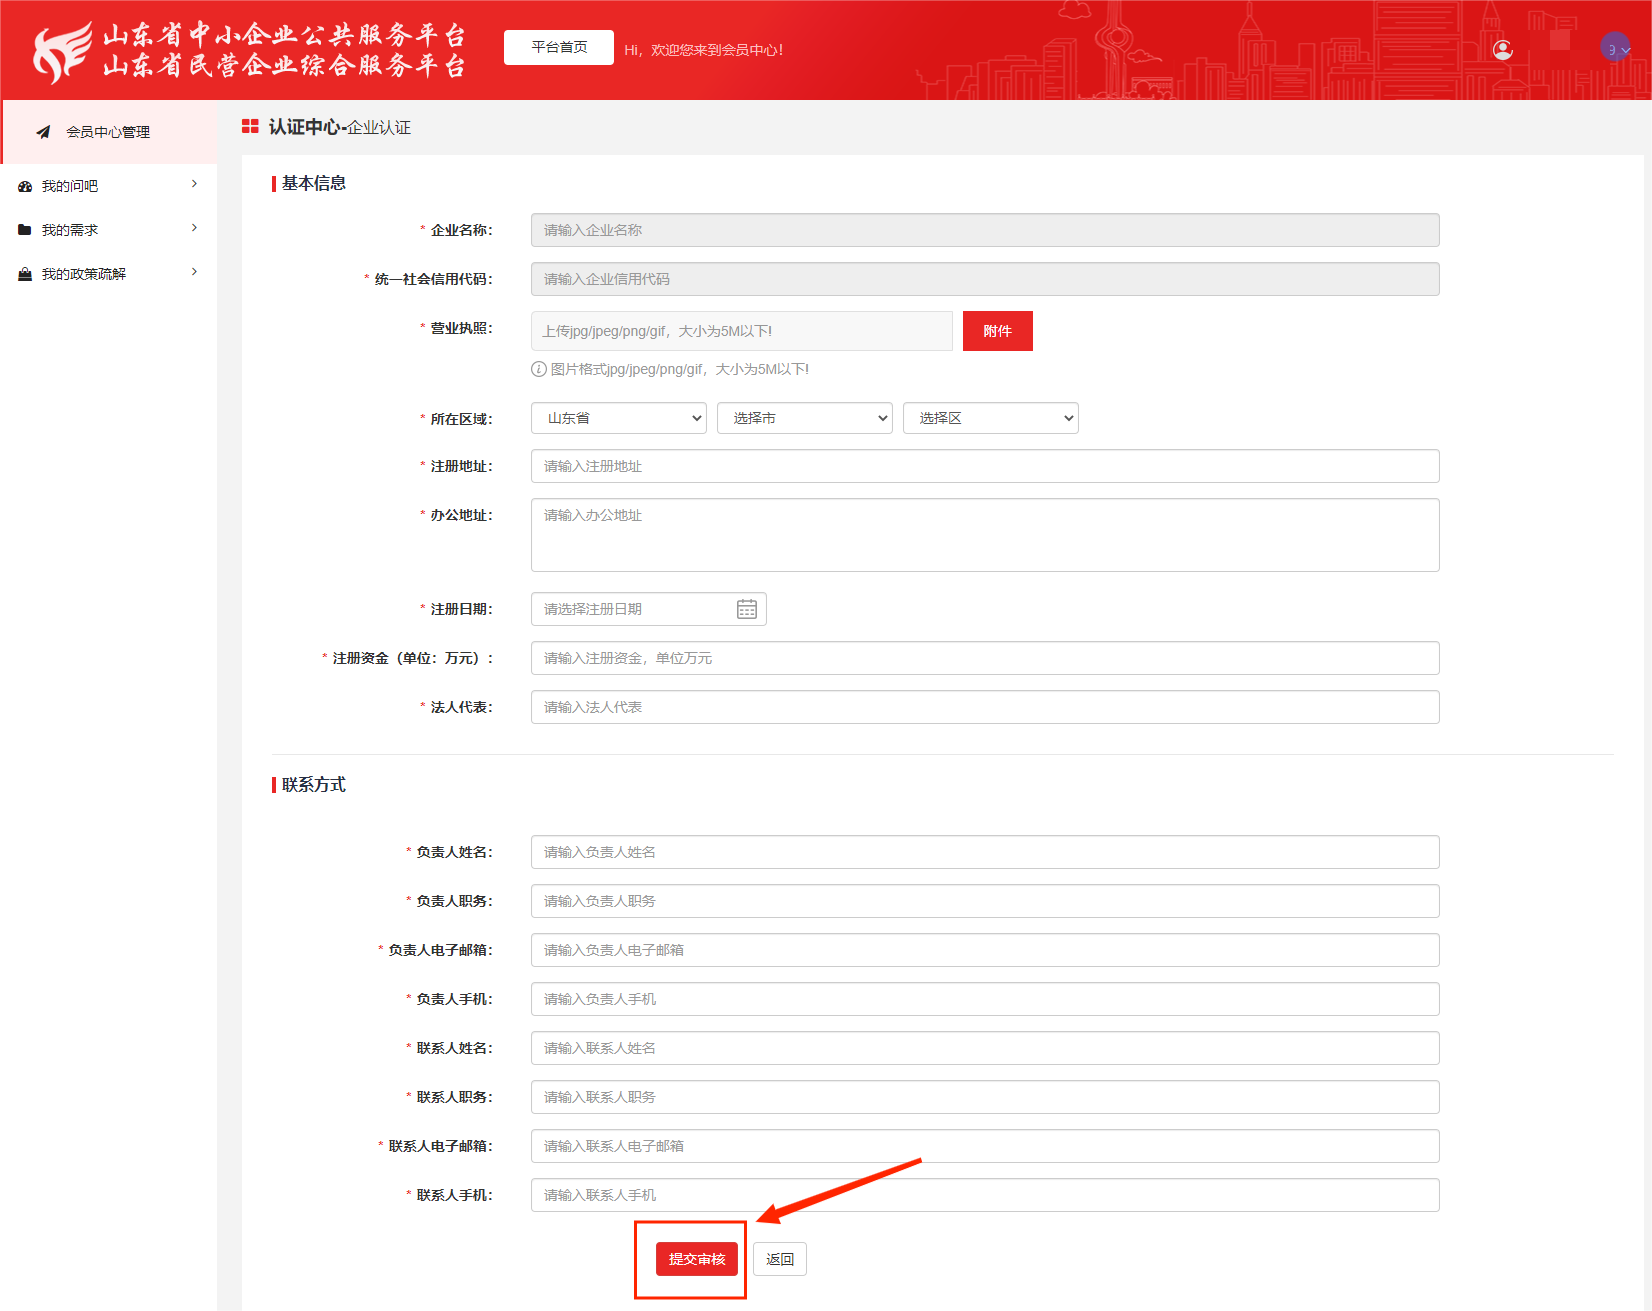 山东省中小企业公共服务平台
山东省民营企业综合服务平台
平台首页
Hi，欢迎您来到会员中心!
9
会员中心管理
我的问吧
我的需求
我的政策疏解
认证中心-企业认证
基本信息
* 企业名称： 请输入企业名称
* 统一社会信用代码： 请输入企业信用代码
* 营业执照： 上传jpg/jpeg/png/gif，大小为5M以下! 附件
图片格式jpg/jpeg/png/gif，大小为5M以下!
* 所在区域： 山东省 选择市 选择区
* 注册地址： 请输入注册地址
* 办公地址： 请输入办公地址
* 注册日期： 请选择注册日期
* 注册资金（单位：万元）： 请输入注册资金，单位万元
* 法人代表： 请输入法人代表
联系方式
* 负责人姓名： 请输入负责人姓名
* 负责人职务： 请输入负责人职务
* 负责人电子邮箱： 请输入负责人电子邮箱
* 负责人手机： 请输入负责人手机
* 联系人姓名： 请输入联系人姓名
* 联系人职务： 请输入联系人职务
* 联系人电子邮箱： 请输入联系人电子邮箱
* 联系人手机： 请输入联系人手机
提交审核 返回